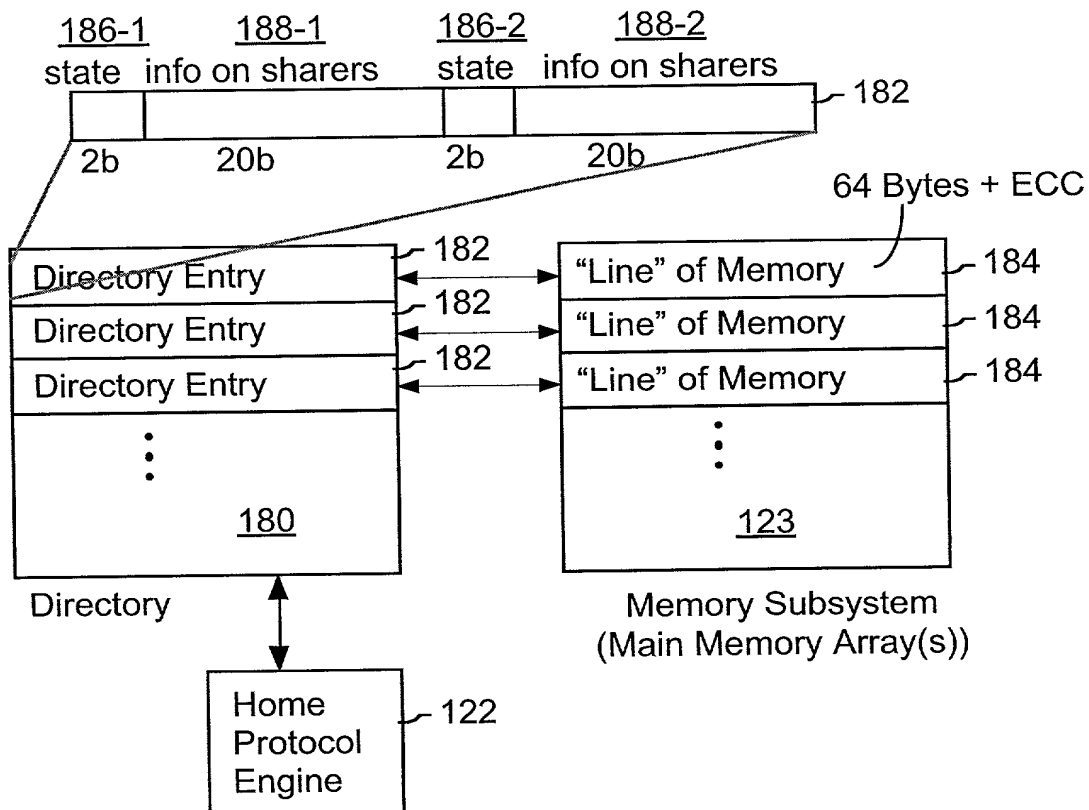 186-1 188-1 186-2 188-2
state info on sharers state info on sharers
182
2b 20b 2b 20b
64 Bytes + ECC
Directory Entry 182 “Line” of Memory 184
Directory Entry 182 “Line” of Memory 184
Directory Entry 182 “Line” of Memory 184
180 123
Directory Memory Subsystem
(Main Memory Array(s))
Home
Protocol
Engine
122